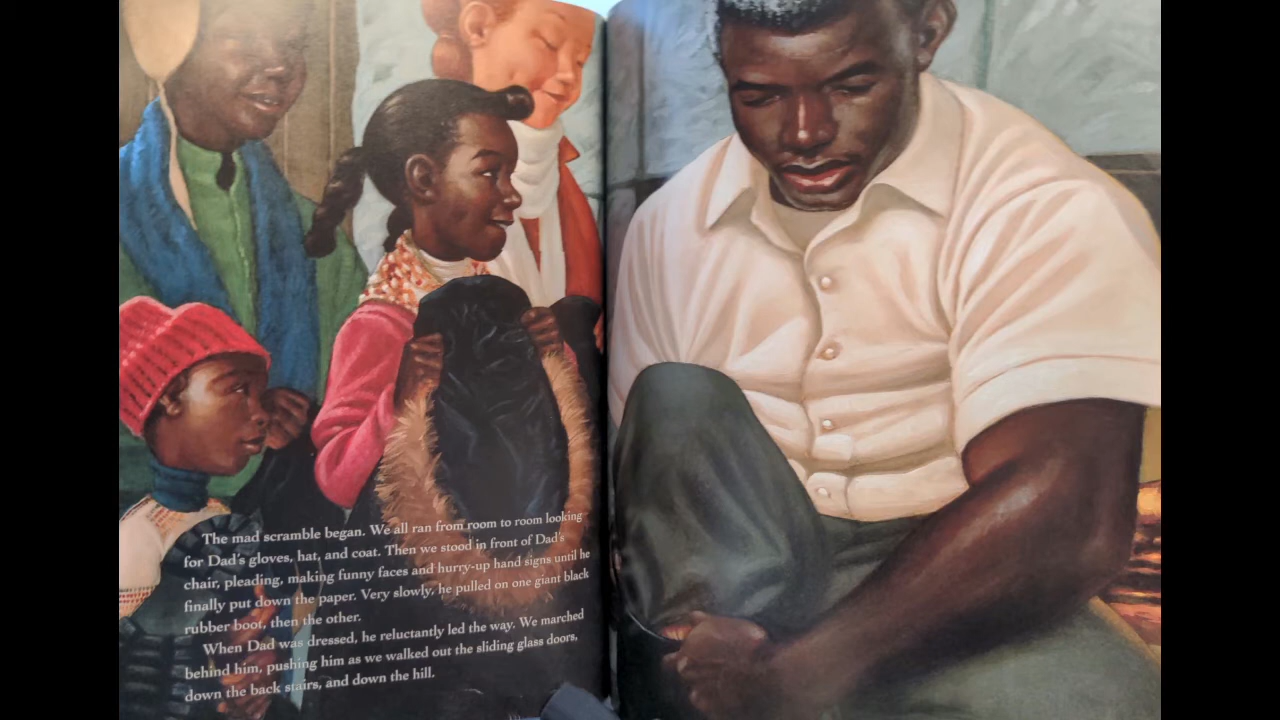 The mad scramble began. We all ran from room to room looking
for Dad's gloves, hat, and coat. Then we stood in front of Dad's
chair, pleading, making funny faces and hurry-up hand signs until he
finally put down the paper. Very slowly, he pulled on one giant black
rubber boot, then the other.
When Dad was dressed, he reluctantly led the way. We marched
behind him, pushing him as we walked out the sliding glass doors,
down the back stairs, and down the hill.